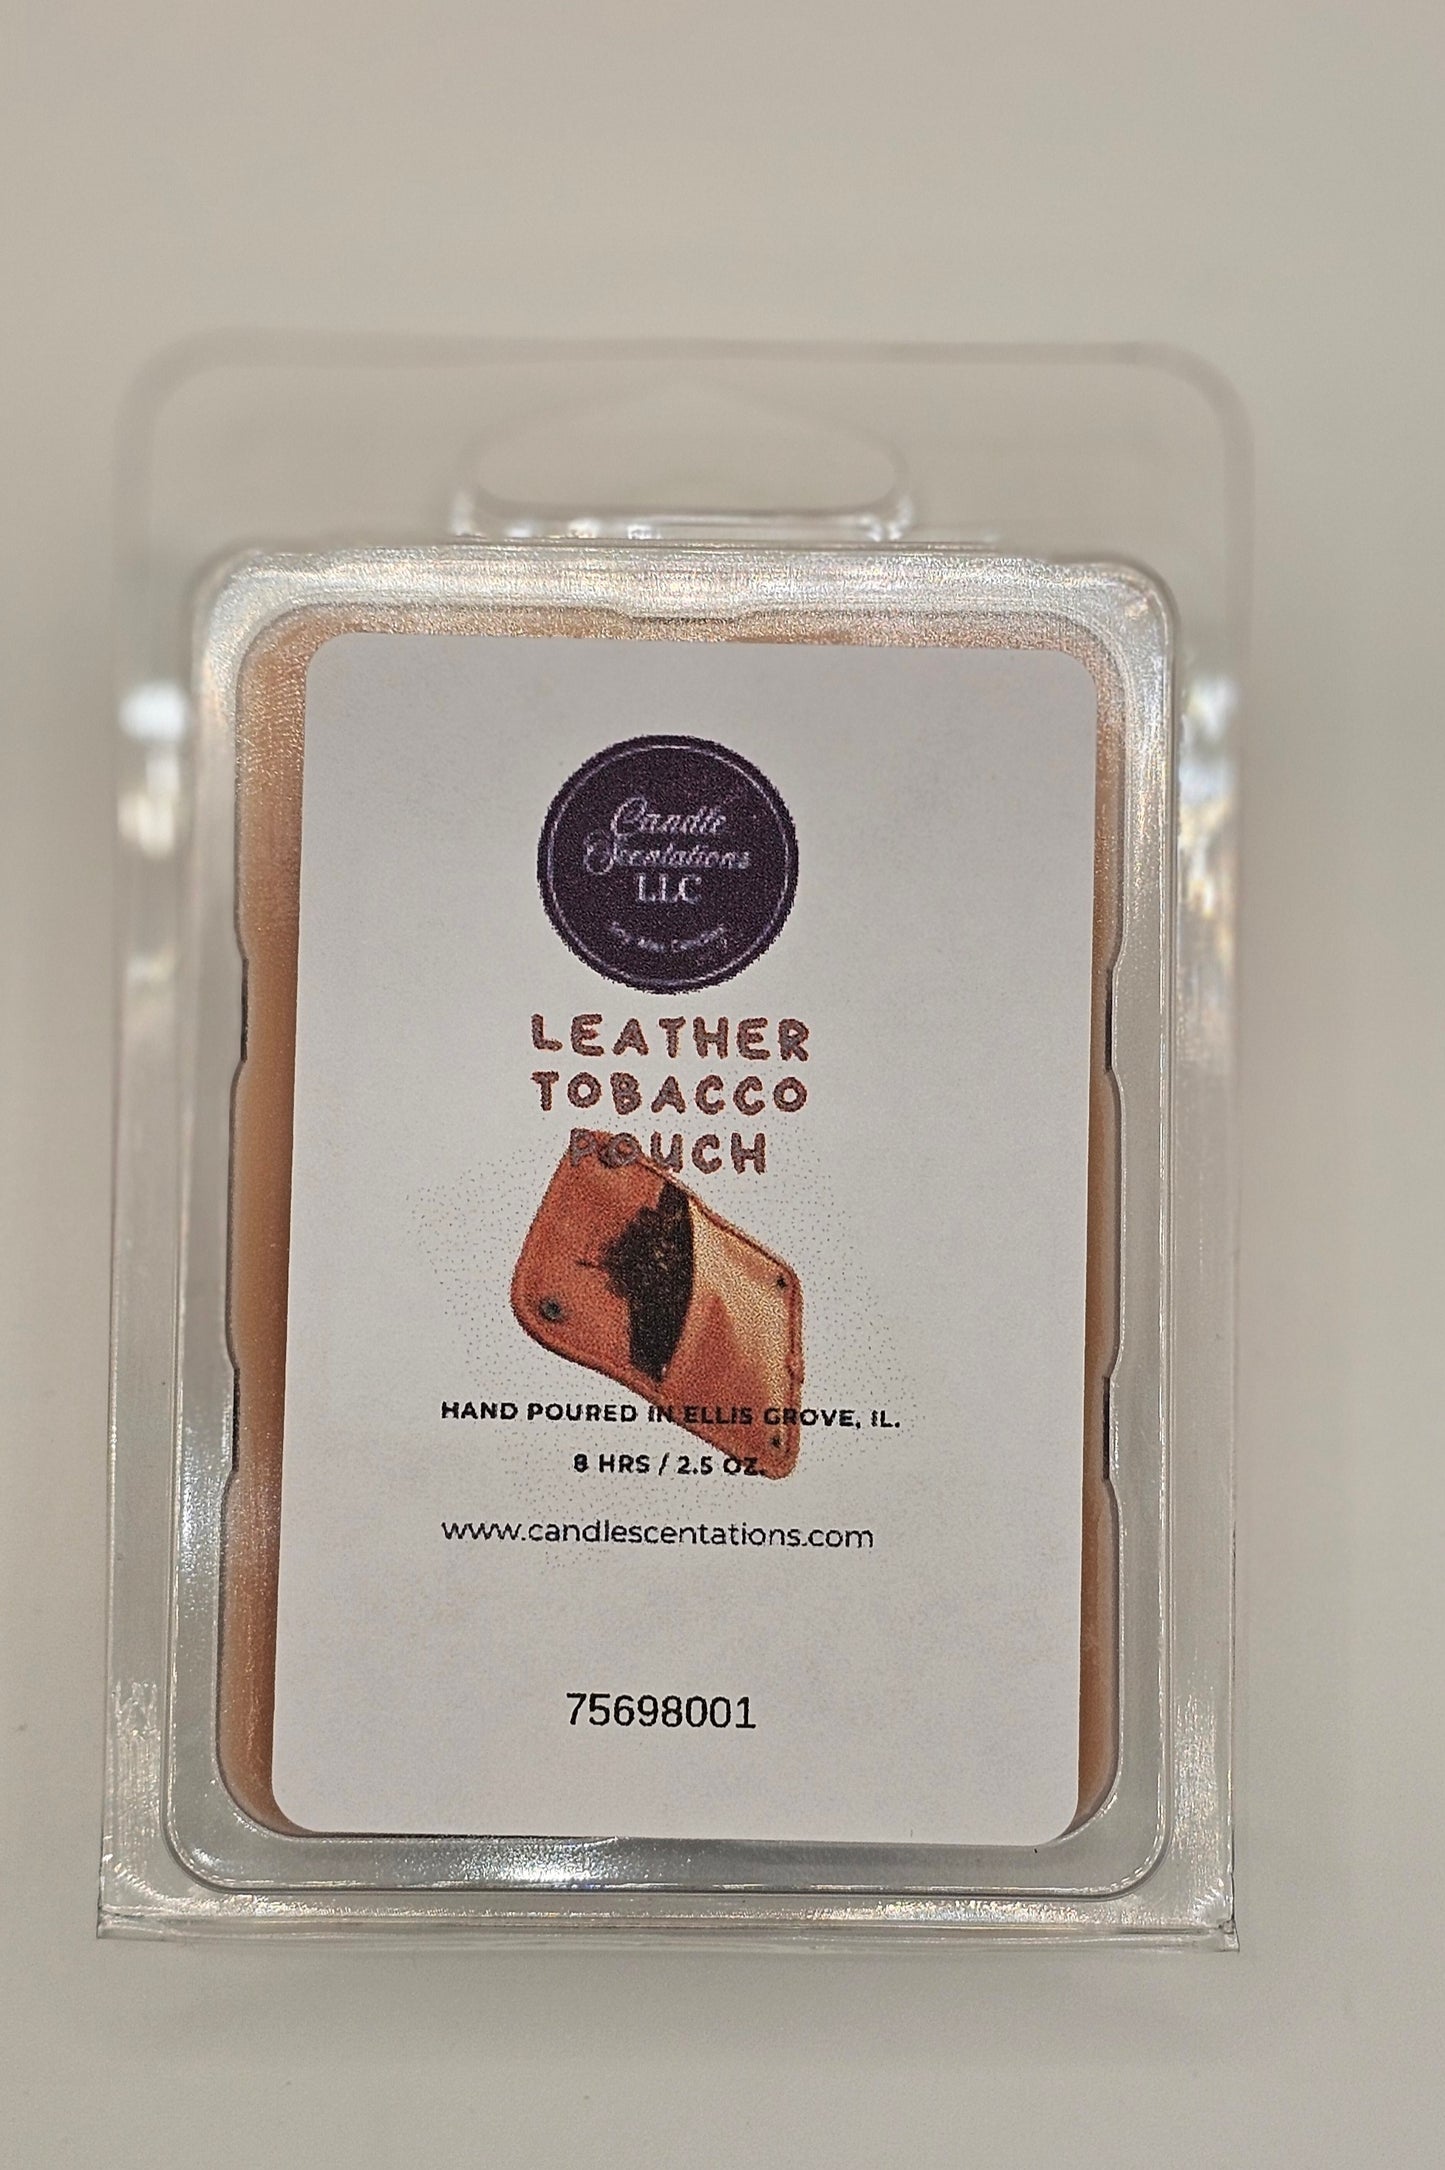 Candle
Scentations
LLC
LEATHER
TOBACCO
POUCH
HAND POURED IN ELLIS GROVE, IL.
8 HRS / 2.5 OZ.
www.candlescentations.com
75698001